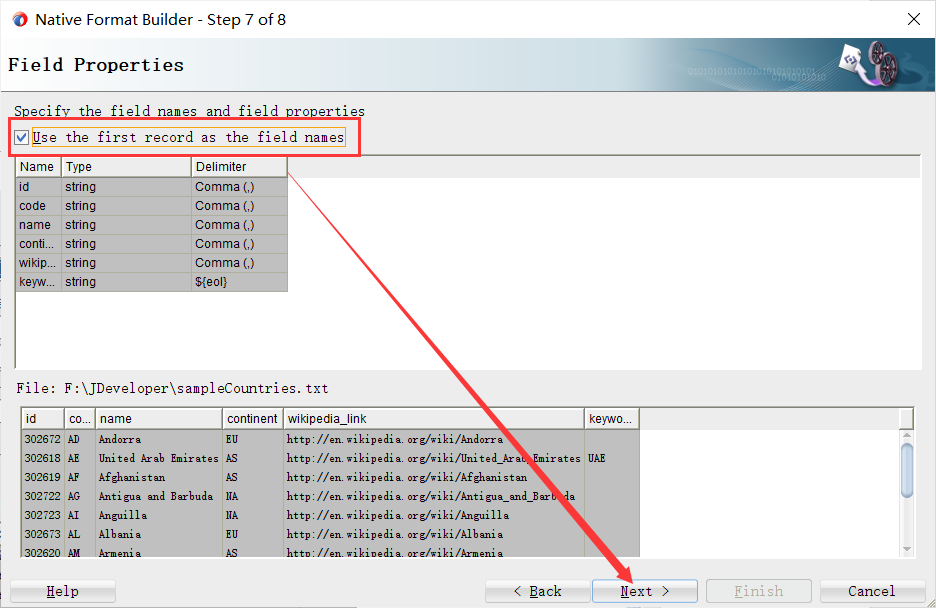 Native Format Builder - Step 7 of 8
Field Properties
0101010101010101010101010101
01010101010
Specify the field names and field properties
Use the first record as the field names
Name Type Delimiter
id string Comma (,)
code string Comma (,)
name string Comma (,)
conti... string Comma (,)
wikip... string Comma (,)
keyw... string ${eol}
File: F:\JDeveloper\sampleCountries.txt
id co... name continent wikipedia_link keywo...
302672 AD Andorra EU http://en.wikipedia.org/wiki/Andorra
302618 AE United Arab Emirates AS http://en.wikipedia.org/wiki/United_Arab_Emirates UAE
302619 AF Afghanistan AS http://en.wikipedia.org/wiki/Afghanistan
302722 AG Antigua and Barbuda NA http://en.wikipedia.org/wiki/Antigua_and_Barbuda
302723 AI Anguilla NA http://en.wikipedia.org/wiki/Anguilla
302673 AL Albania EU http://en.wikipedia.org/wiki/Albania
302620 AM Armenia AS http://en.wikipedia.org/wiki/Armenia
Help < Back Next > Finish Cancel